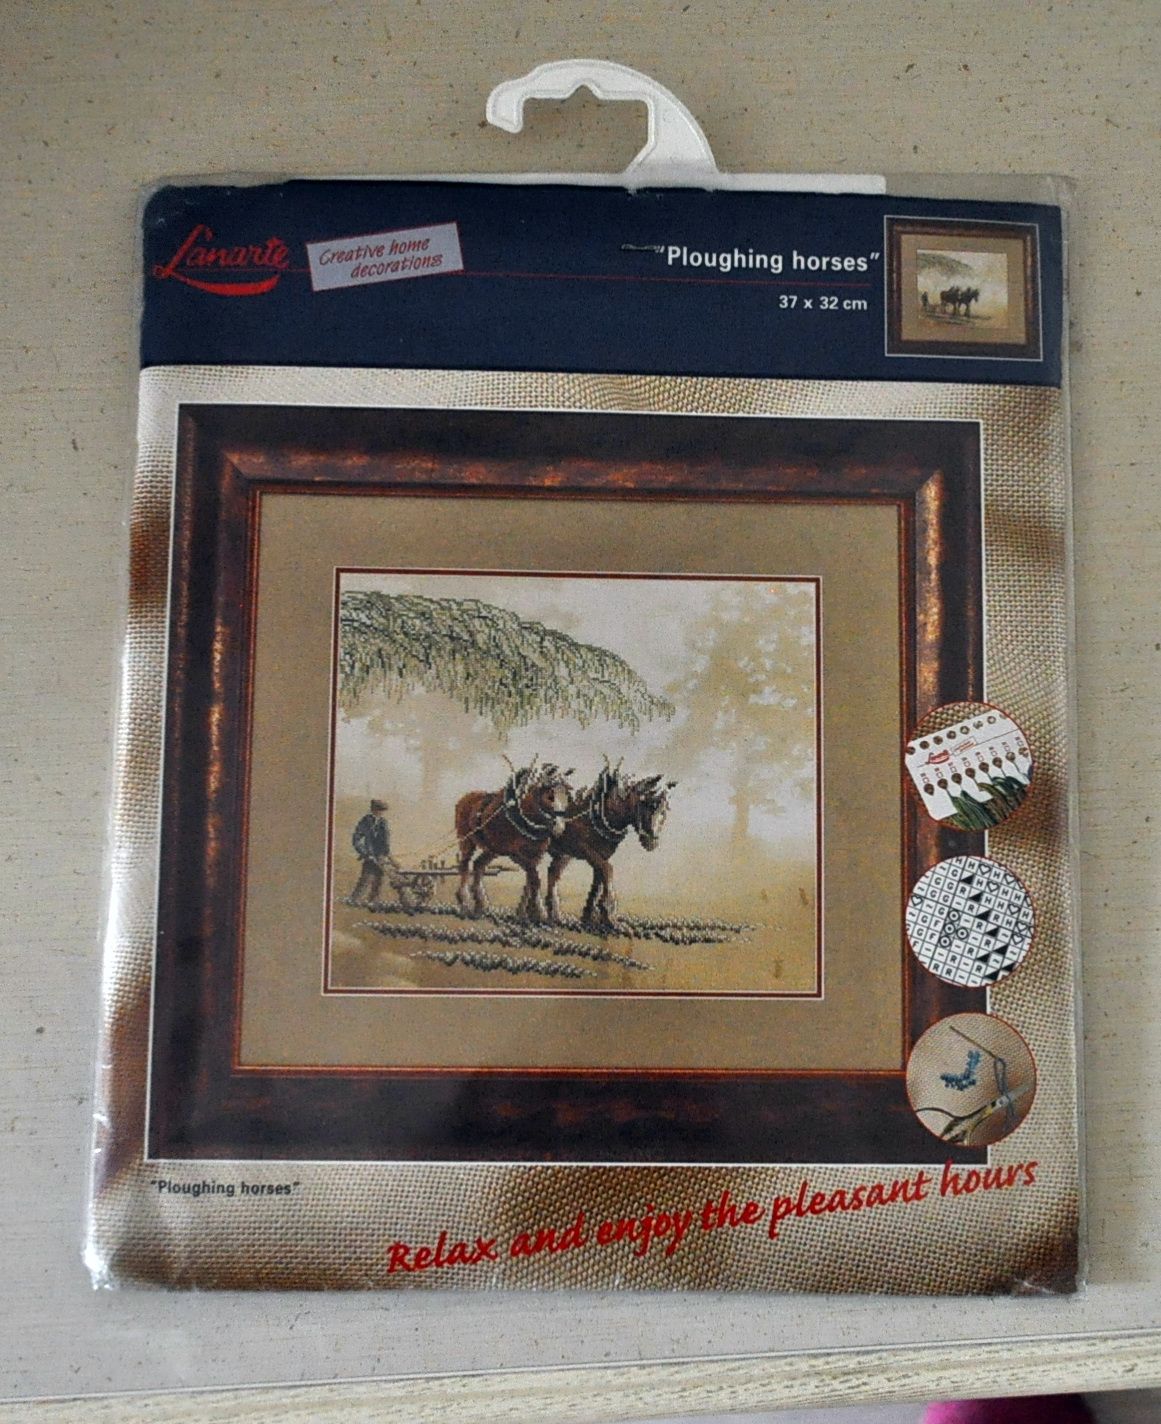 Lanarte
Creative home
decorations
"Ploughing horses"
37 x 32 cm
"Ploughing horses"
Relax and enjoy the pleasant hours